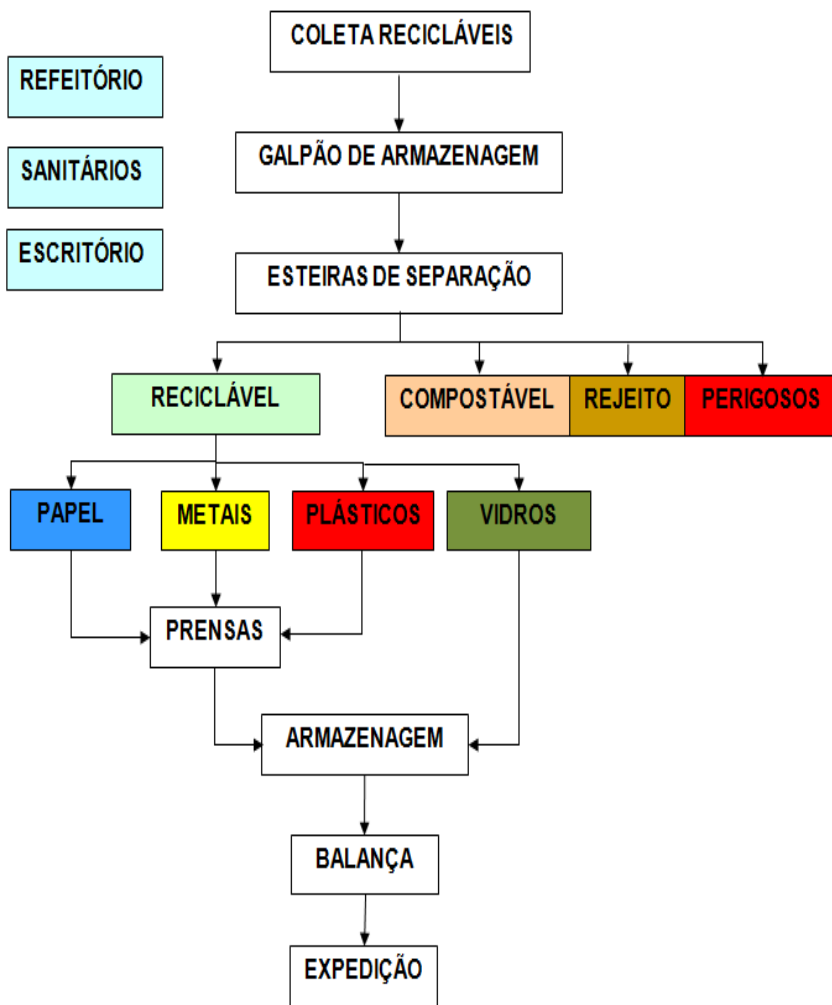 COLETA RECICLÁVEIS
REFEITÓRIO
GALPÃO DE ARMAZENAGEM
SANITÁRIOS
ESCRITÓRIO
ESTEIRAS DE SEPARAÇÃO
RECICLÁVEL
COMPOSTÁVEL
REJEITO
PERIGOSOS
PAPEL
METAIS
PLÁSTICOS
VIDROS
PRENSAS
ARMAZENAGEM
BALANÇA
EXPEDIÇÃO